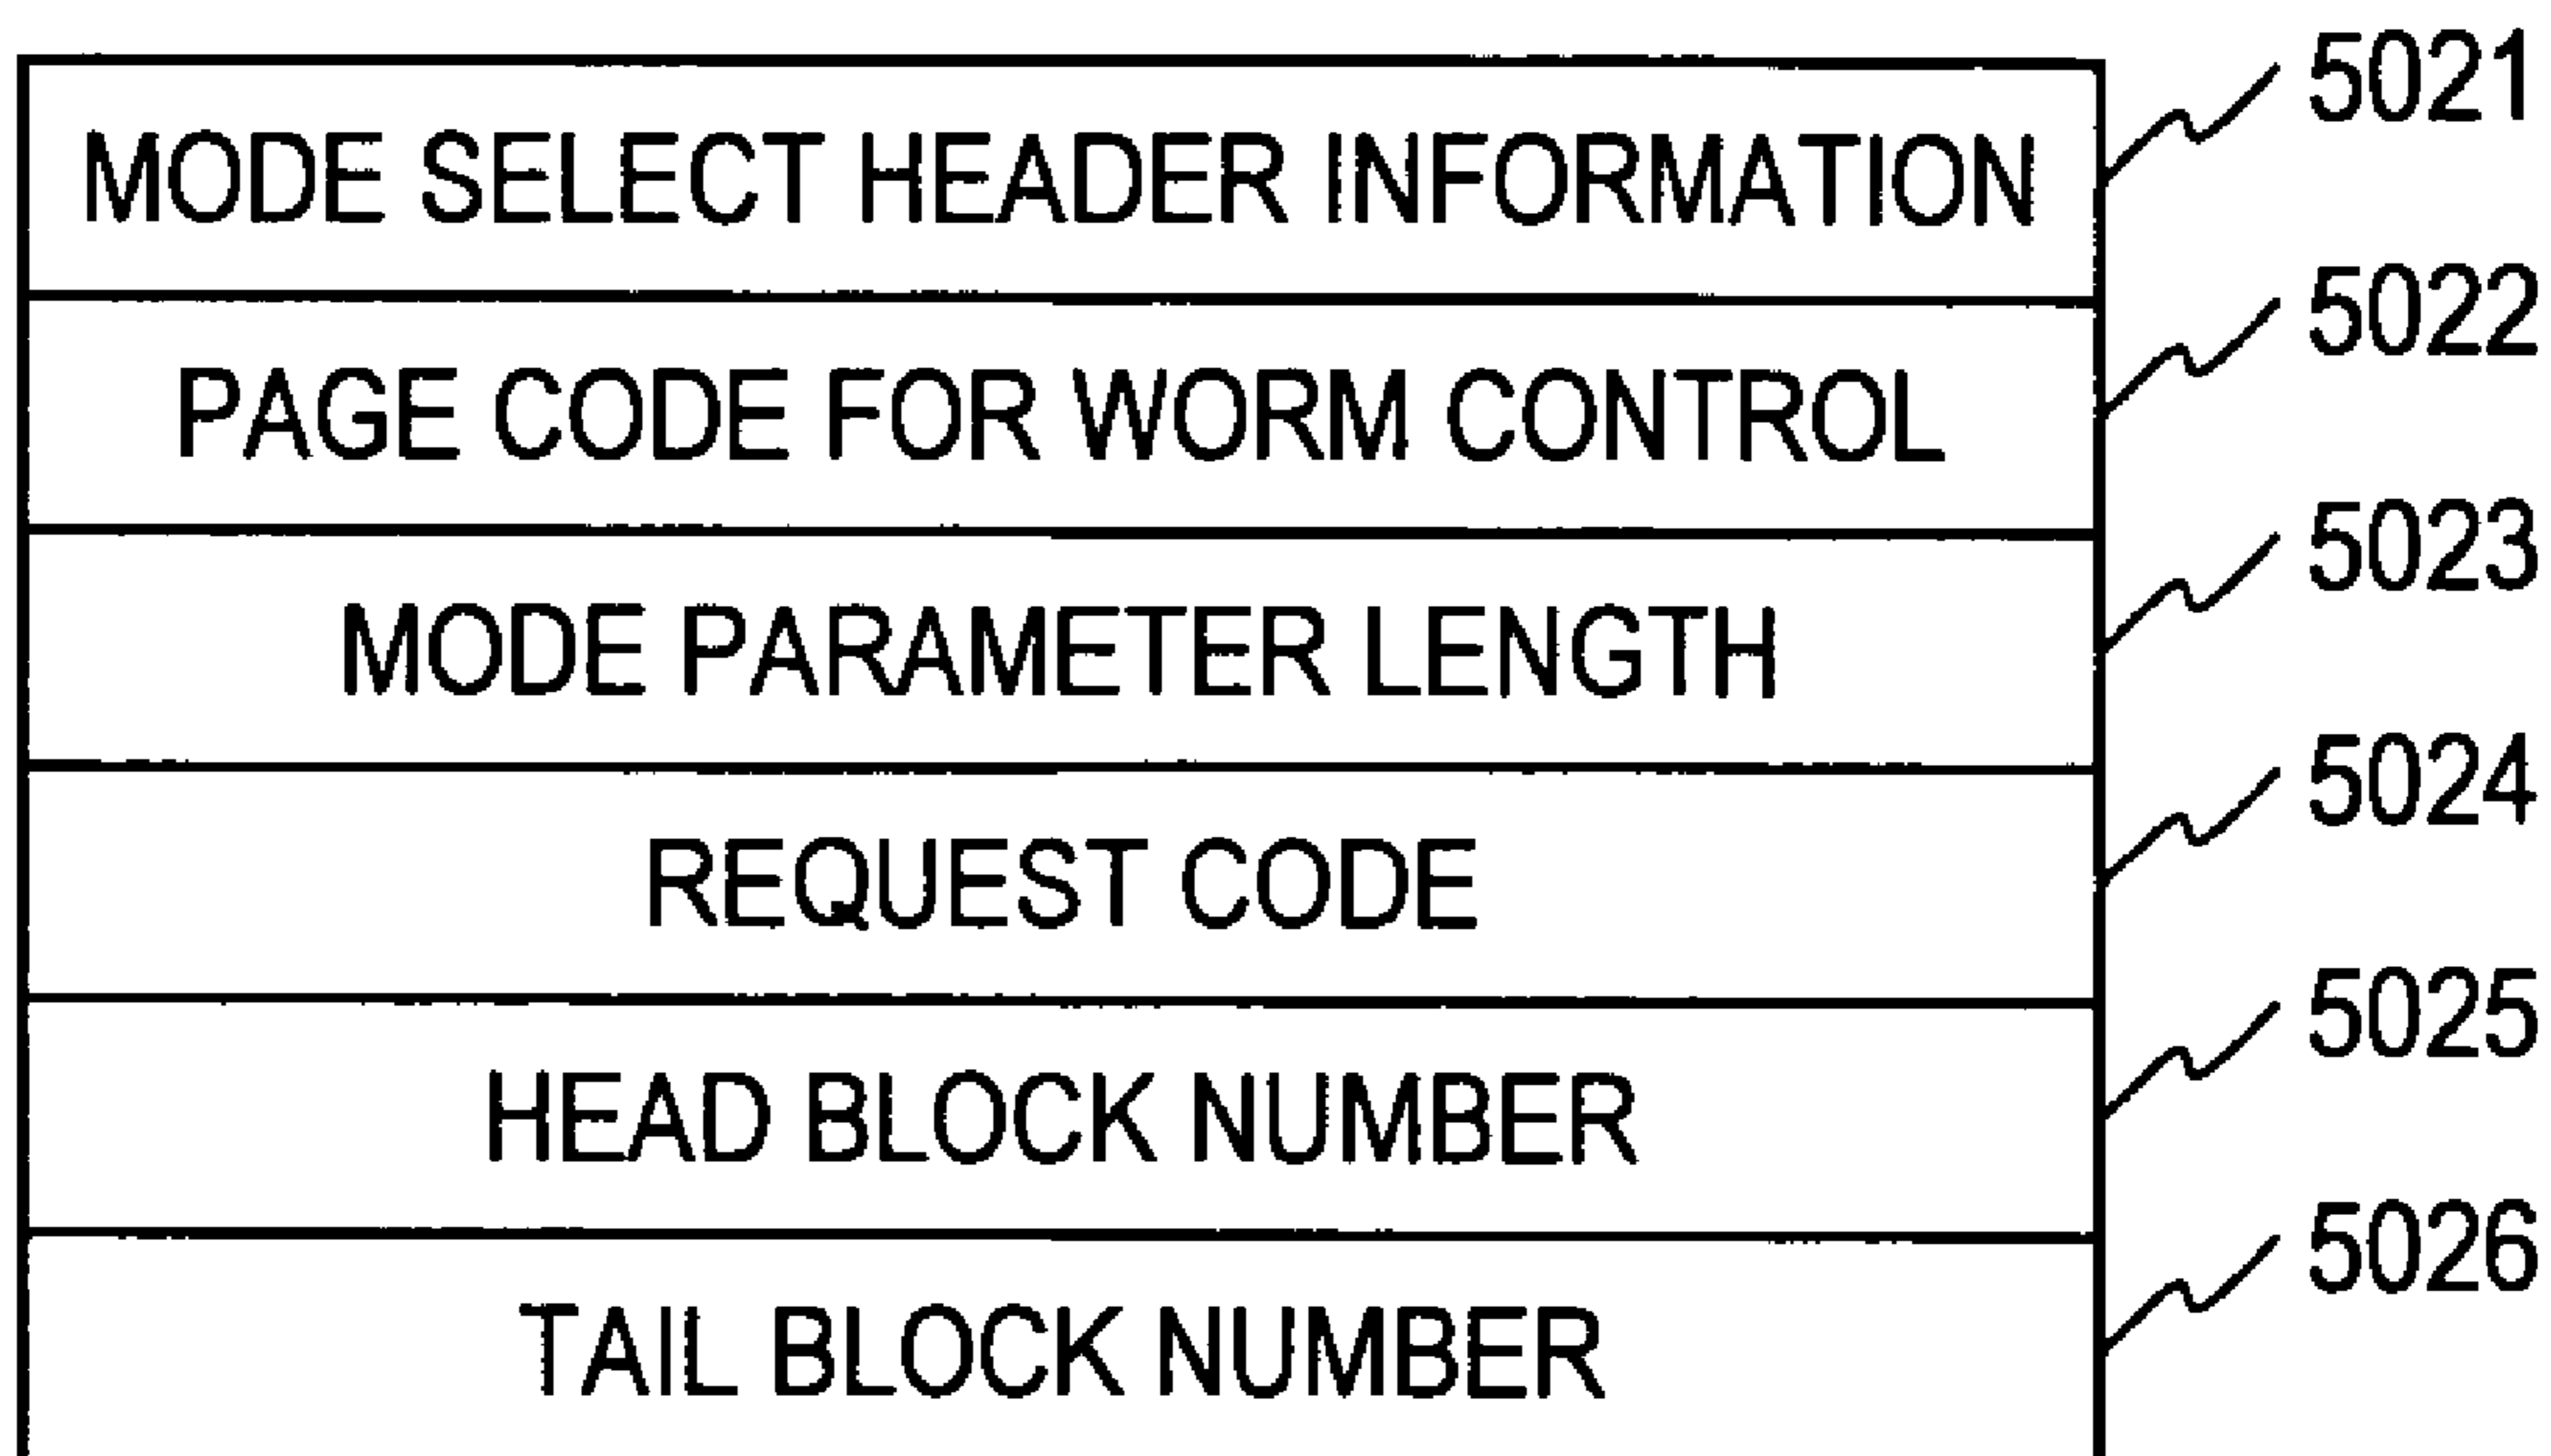 MODE SELECT HEADER INFORMATION 5021
PAGE CODE FOR WORM CONTROL 5022
MODE PARAMETER LENGTH 5023
REQUEST CODE 5024
HEAD BLOCK NUMBER 5025
TAIL BLOCK NUMBER 5026